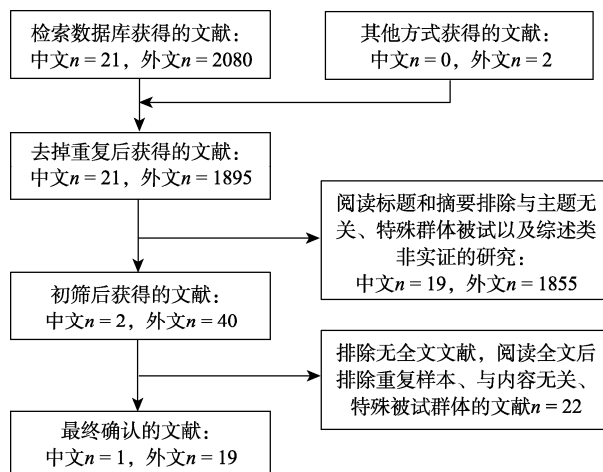 检索数据库获得的文献：
中文n = 21，外文n = 2080
其他方式获得的文献：
中文n = 0，外文n = 2
去掉重复后获得的文献：
中文n = 21，外文n = 1895
阅读标题和摘要排除与主题无
关、特殊群体被试以及综述类
非实证的研究：
中文n = 19，外文n = 1855
初筛后获得的文献：
中文n = 2，外文n = 40
排除无全文文献，阅读全文后
排除重复样本、与内容无关、
特殊被试群体的文献n = 22
最终确认的文献：
中文n = 1，外文n = 19